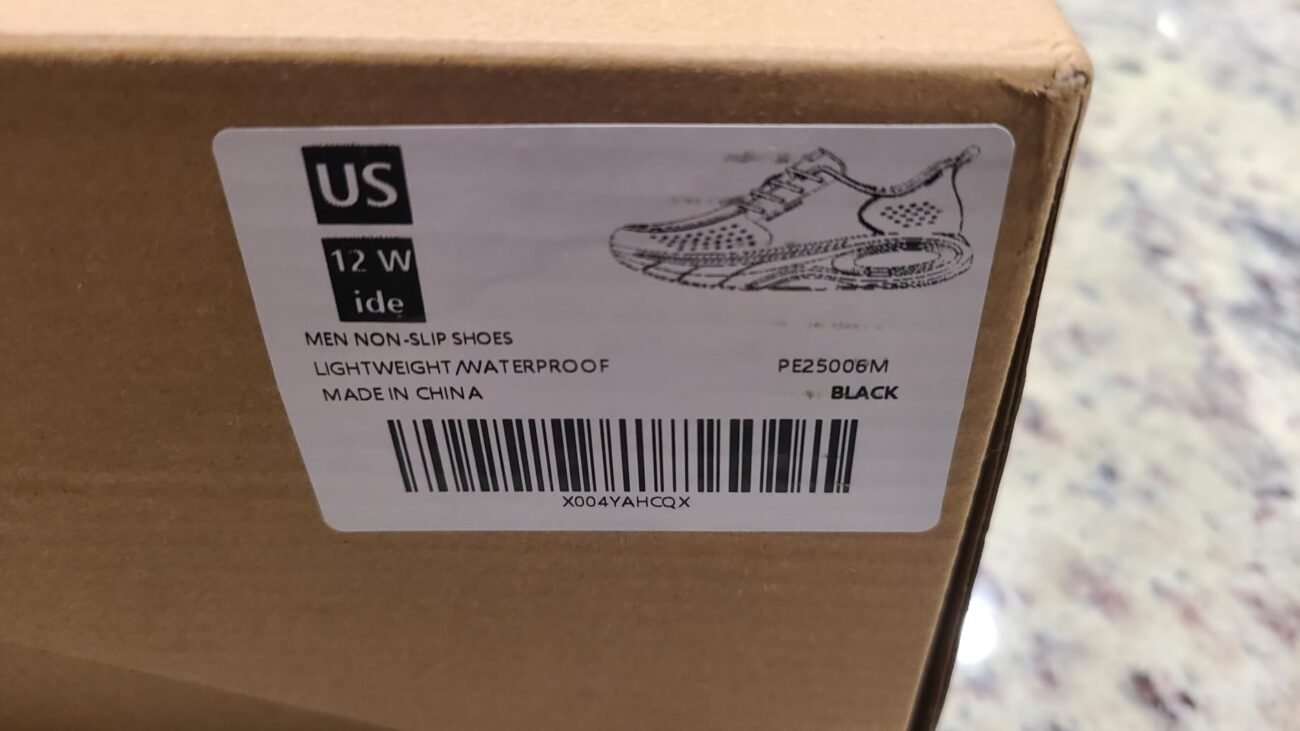 US
12 W
ide
MEN NON-SLIP SHOES
LIGHTWEIGHT/WATERPROOF
PE25006M
MADE IN CHINA
BLACK
X004YAHCQX